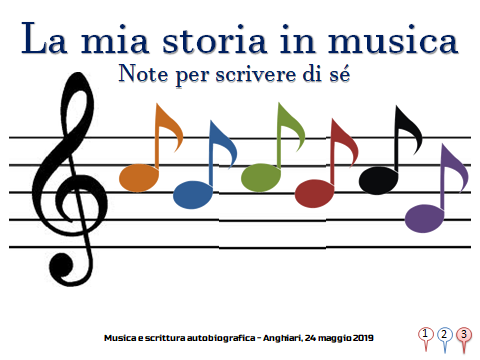 La mia storia in musica
Note per scrivere di sé
Musica e scrittura autobiografica – Anghiari, 24 maggio 2019
1 2 3